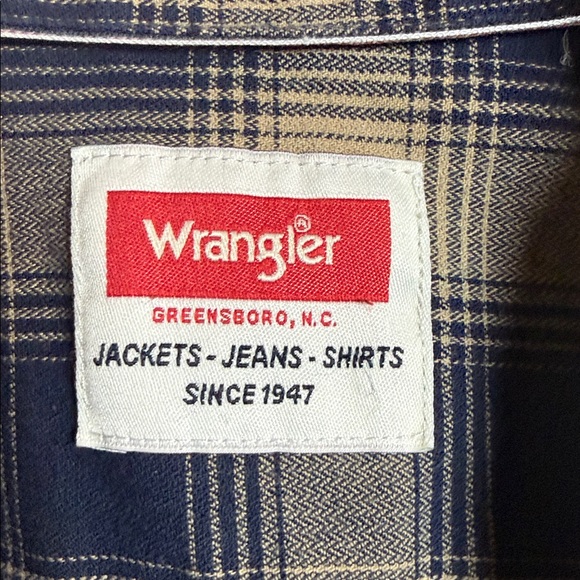 Wrangler®
GREENSBORO, N.C.
JACKETS - JEANS - SHIRTS
SINCE 1947